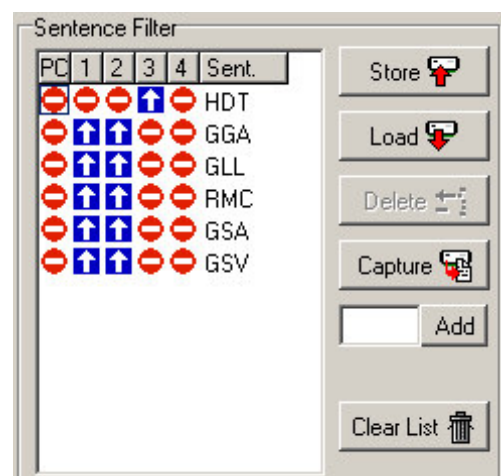 Sentence Filter
PC 1 2 3 4 Sent.
HDT
GGA
GLL
RMC
GSA
GSV
Store
Load
Delete
Capture
Add
Clear List